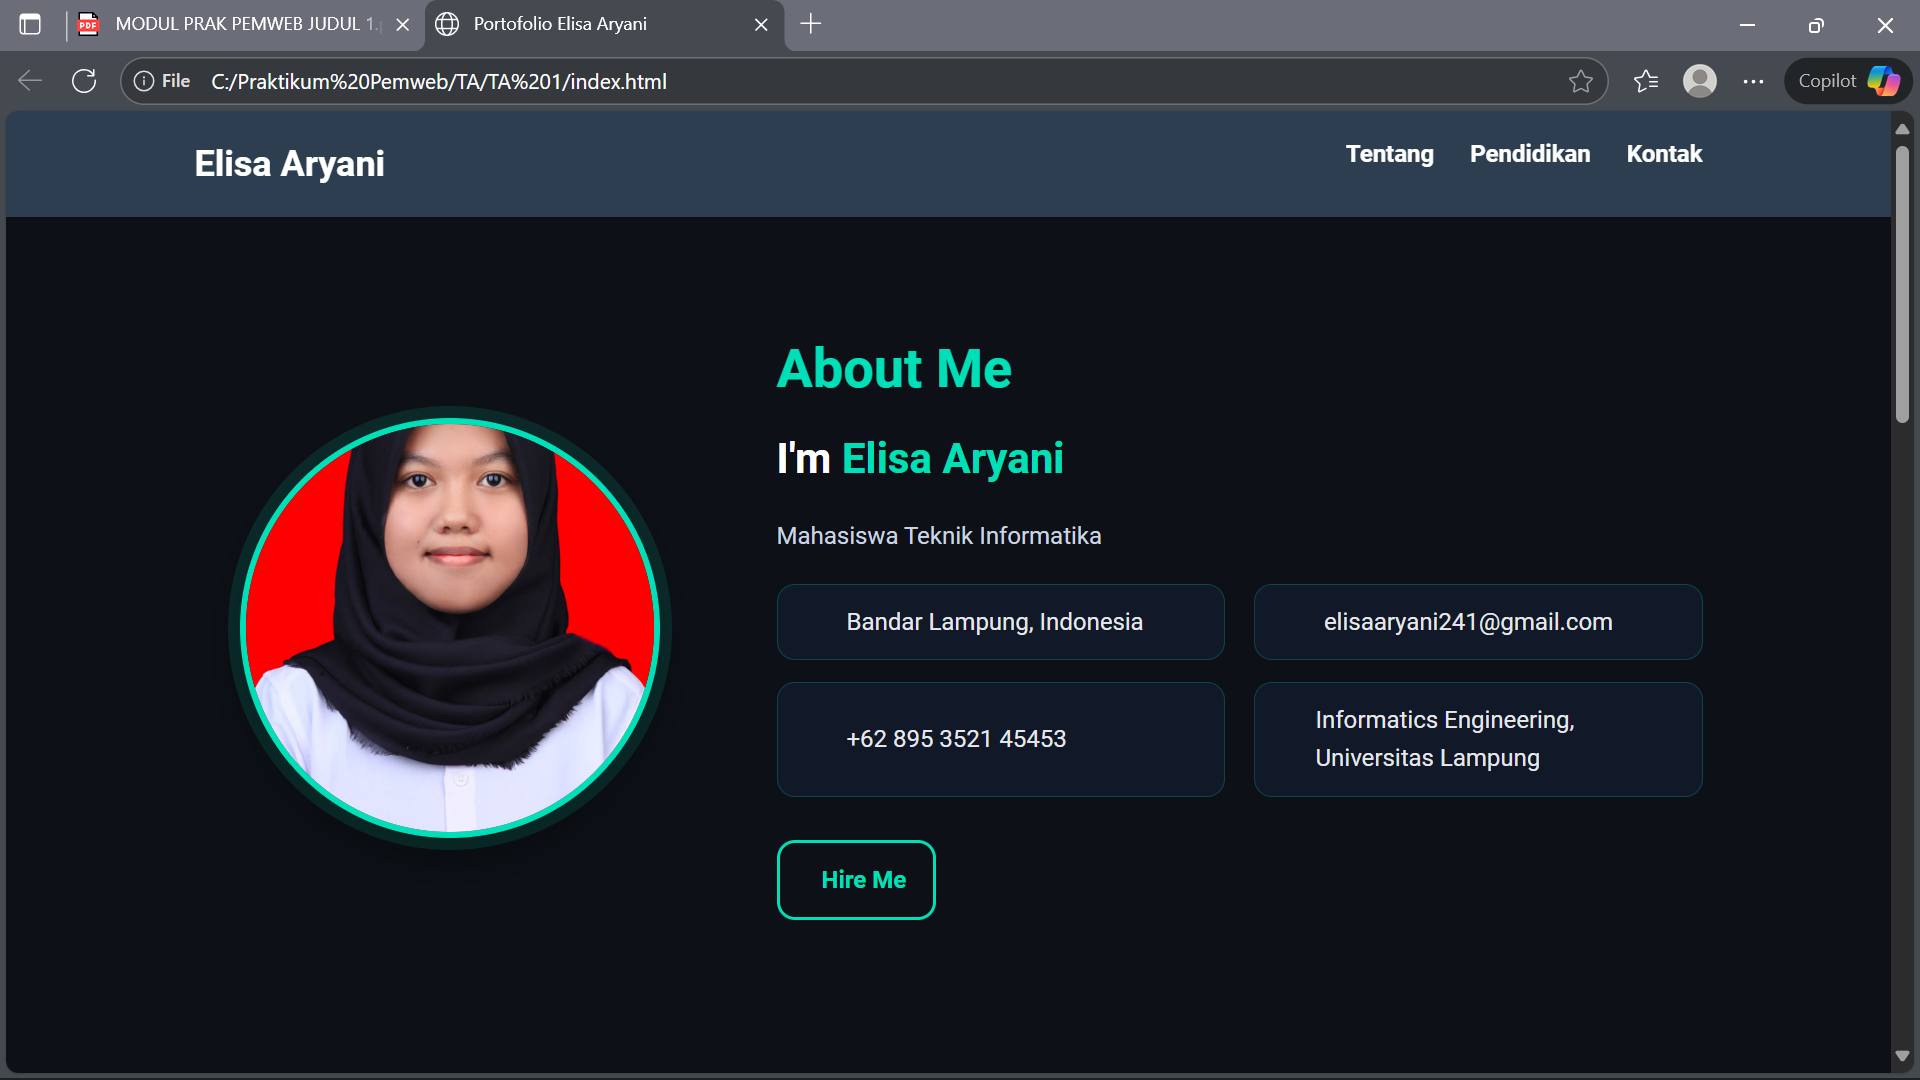 MODUL PRAK PEMWEB JUDUL 1.p
Portofolio Elisa Aryani
File
C:/Praktikum%20Pemweb/TA/TA%201/index.html
Copilot
Elisa Aryani
Tentang
Pendidikan
Kontak
About Me
I'm Elisa Aryani
Mahasiswa Teknik Informatika
Bandar Lampung, Indonesia
elisaaryani241@gmail.com
+62 895 3521 45453
Informatics Engineering,
Universitas Lampung
Hire Me